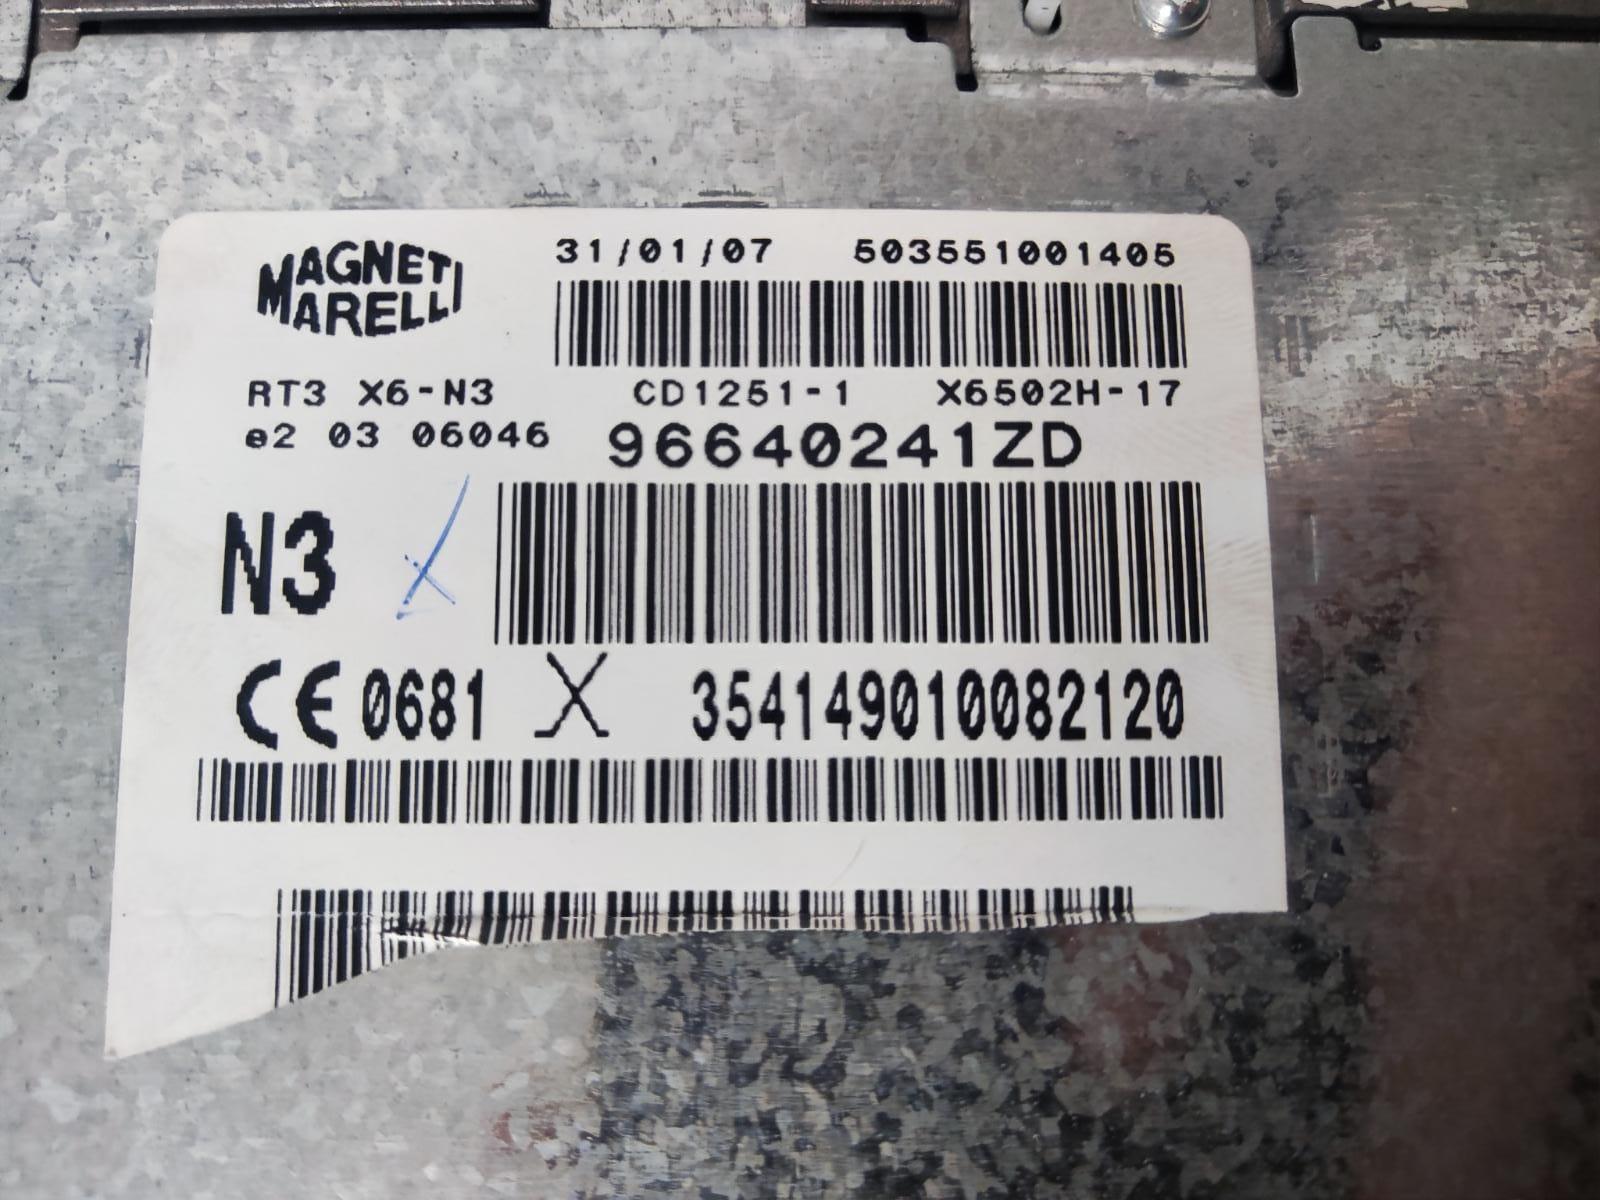 MAGNETI
MARELLI
31/01/07 503551001405
RT3 X6-N3 CD1251-1 X6502H-17
e2 03 06046 96640241ZD
N3
CE 0681 X 354149010082120